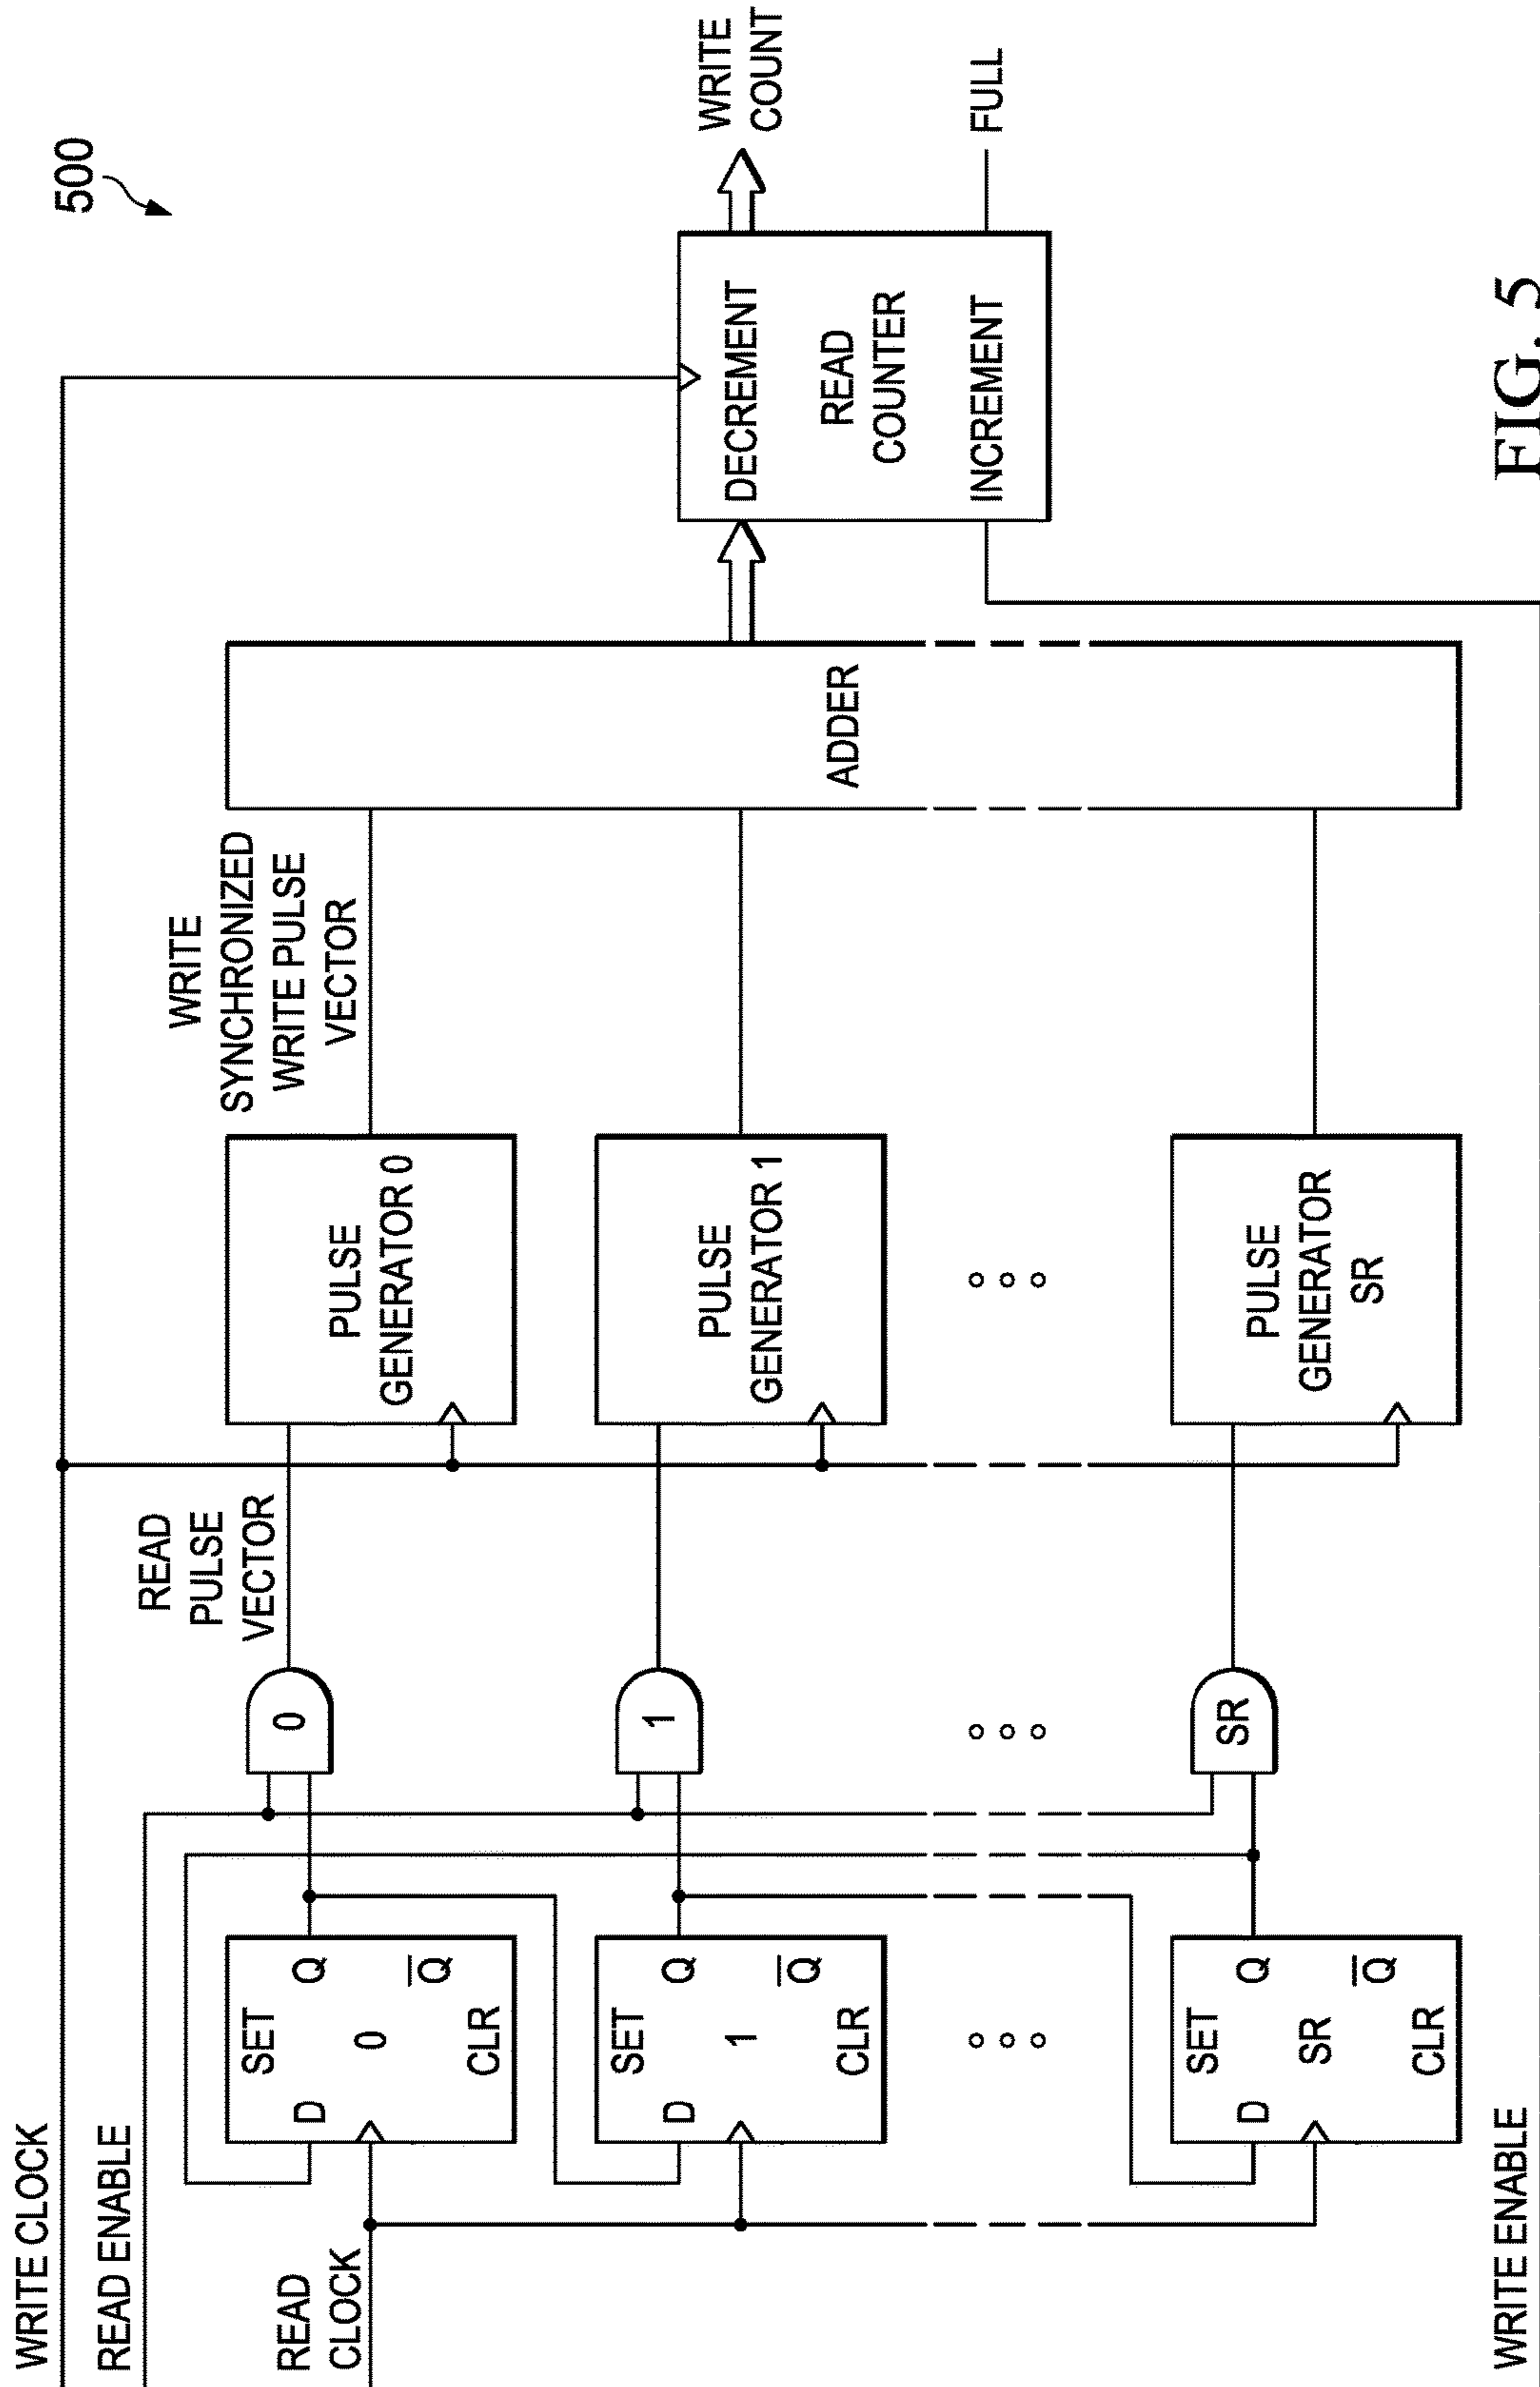 500
WRITE CLOCK
READ ENABLE
READ
CLOCK
SET
D
Q
0
Q
CLR
SET
D
Q
1
Q
CLR
SET
D
Q
SR
Q
CLR
0
1
SR
READ
PULSE
VECTOR
PULSE
GENERATOR 0
PULSE
GENERATOR 1
PULSE
GENERATOR
SR
WRITE
SYNCHRONIZED
WRITE PULSE
VECTOR
ADDER
DECREMENT
READ
COUNTER
INCREMENT
WRITE
COUNT
FULL
WRITE ENABLE
FIG. 5